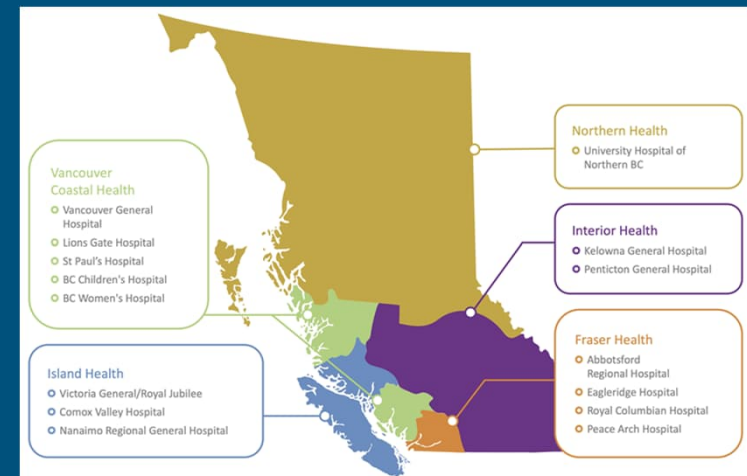 Northern Health
University Hospital of
Northern BC
Vancouver
Coastal Health
Vancouver General
Hospital
Lions Gate Hospital
St Paul's Hospital
BC Children's Hospital
BC Women's Hospital
Interior Health
Kelowna General Hospital
Penticton General Hospital
Island Health
Victoria General/Royal Jubilee
Comox Valley Hospital
Nanaimo Regional General Hospital
Fraser Health
Abbotsford
Regional Hospital
Eagleridge Hospital
Royal Columbian Hospital
Peace Arch Hospital